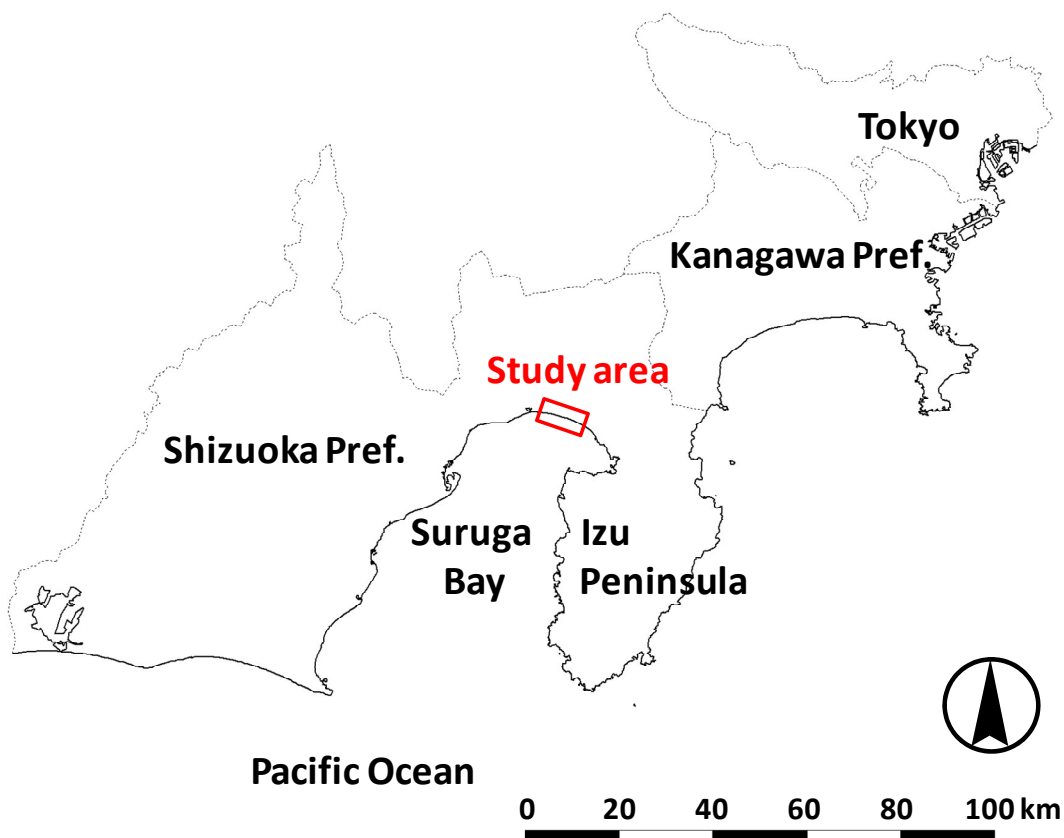 Tokyo
Kanagawa Pref.
Study area
Shizuoka Pref.
Suruga
Bay
Izu
Peninsula
Pacific Ocean
0 20 40 60 80 100 km